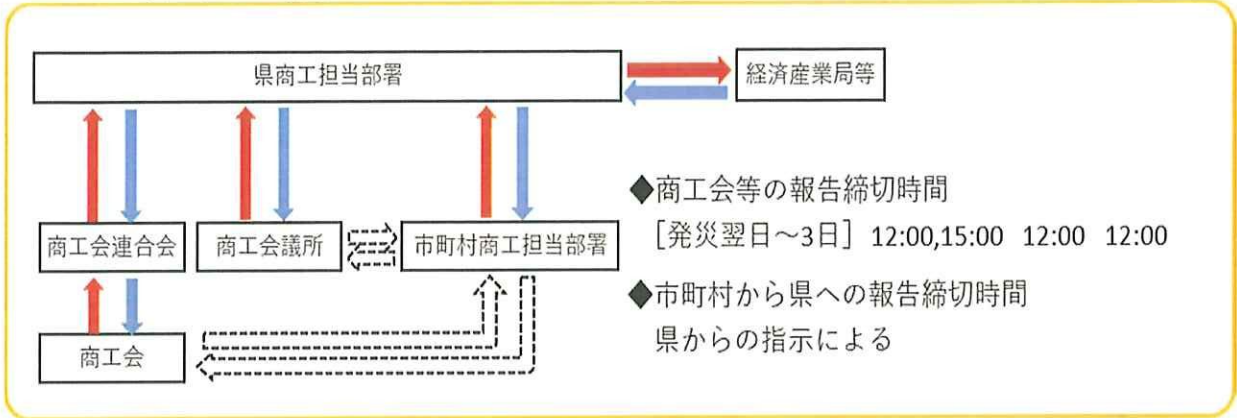 県商工担当部署
経済産業局等
商工会連合会
商工会議所
市町村商工担当部署
商工会
◆商工会等の報告締切時間
[発災翌日～3日] 12:00,15:00 12:00 12:00
◆市町村から県への報告締切時間
県からの指示による